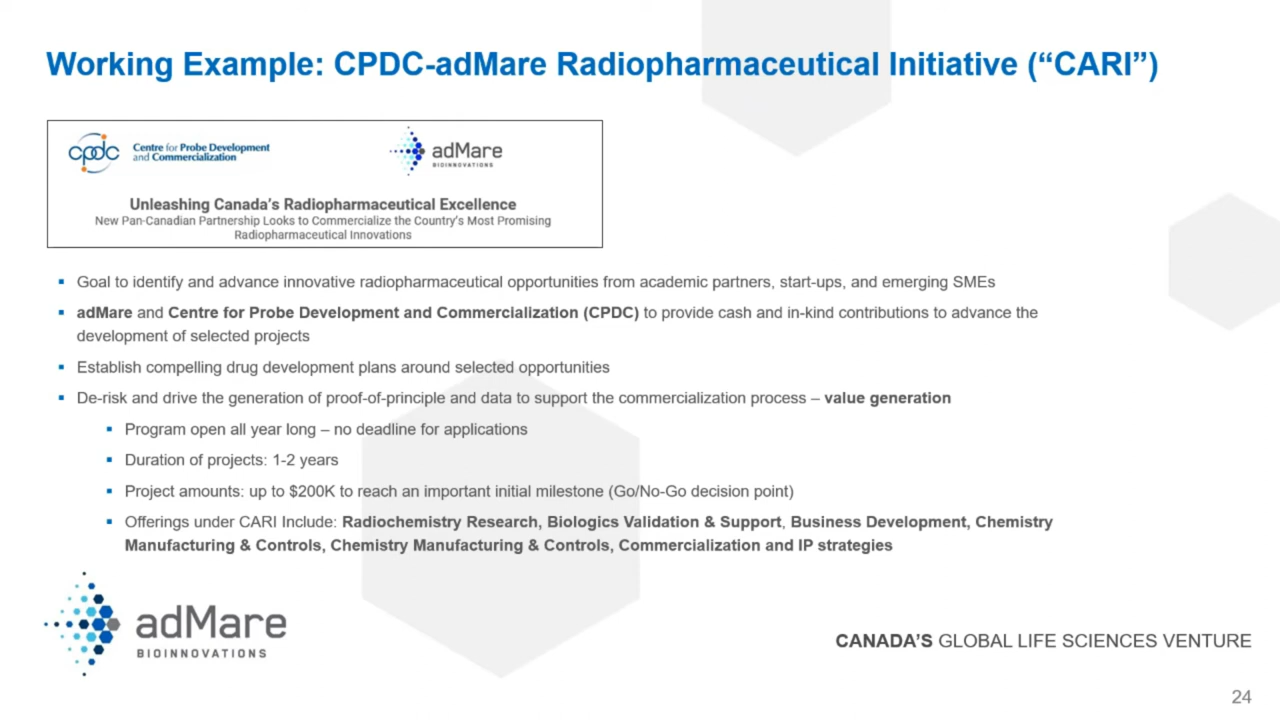 Working Example: CPDC-adMare Radiopharmaceutical Initiative (“CARI”)
cpdc
Centre for Probe Development
and Commercialization
adMare
BIOINNOVATIONS
Unleashing Canada’s Radiopharmaceutical Excellence
New Pan-Canadian Partnership Looks to Commercialize the Country’s Most Promising
Radiopharmaceutical Innovations
Goal to identify and advance innovative radiopharmaceutical opportunities from academic partners, start-ups, and emerging SMEs
adMare and Centre for Probe Development and Commercialization (CPDC) to provide cash and in-kind contributions to advance the
development of selected projects
Establish compelling drug development plans around selected opportunities
De-risk and drive the generation of proof-of-principle and data to support the commercialization process – value generation
Program open all year long – no deadline for applications
Duration of projects: 1-2 years
Project amounts: up to $200K to reach an important initial milestone (Go/No-Go decision point)
Offerings under CARI Include: Radiochemistry Research, Biologics Validation & Support, Business Development, Chemistry
Manufacturing & Controls, Chemistry Manufacturing & Controls, Commercialization and IP strategies
adMare
BIOINNOVATIONS
CANADA’S GLOBAL LIFE SCIENCES VENTURE
24